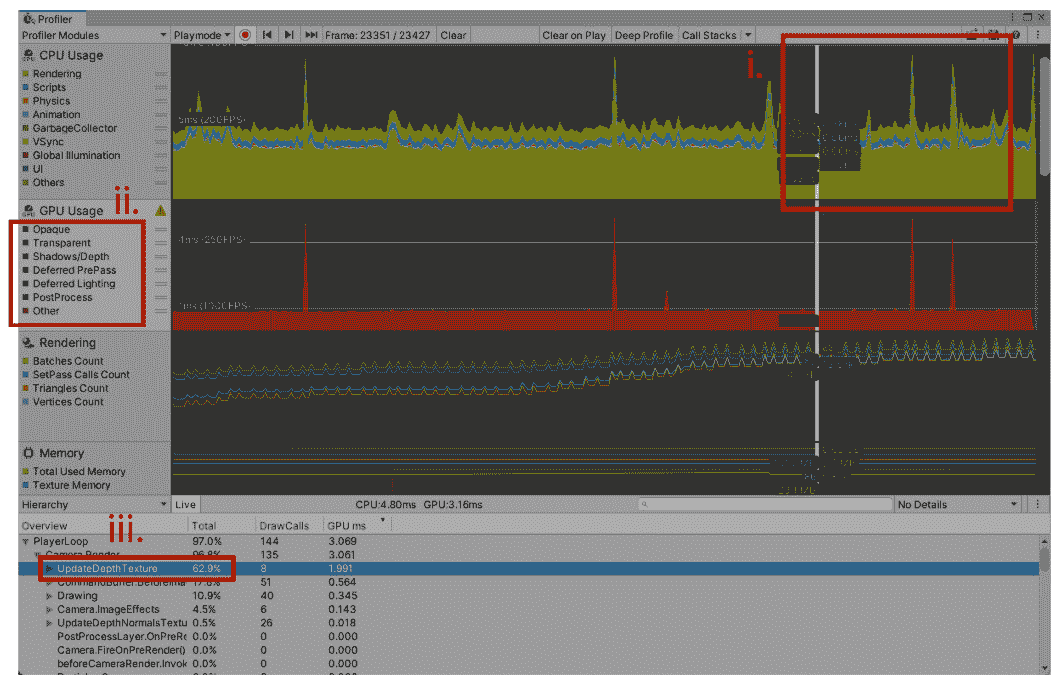 Profiler
Profiler Modules Playmode Frame: 23351 / 23427 Clear Clear on Play Deep Profile Call Stacks
CPU Usage
Rendering
Scripts
Physics
Animation
GarbageCollector
VSync
Global Illumination
UI
Others
5ms (200FPS)
i.
ii.
GPU Usage
Opaque
Transparent
Shadows/Depth
Deferred PrePass
Deferred Lighting
PostProcess
Other
4ms (250FPS)
1ms (1000FPS)
Rendering
Batches Count
SetPass Calls Count
Triangles Count
Vertices Count
Memory
Total Used Memory
Texture Memory
Hierarchy Live CPU:4.80ms GPU:3.16ms No Details
iii.
Overview Total DrawCalls GPU ms
PlayerLoop 97.0% 144 3.069
Camera.Render 96.8% 135 3.061
UpdateDepthTexture 62.9% 8 1.991
CommandBuffer.BeforeIma 17.8% 51 0.564
Drawing 10.9% 40 0.345
Camera.ImageEffects 4.5% 6 0.143
UpdateDepthNormalsTextu 0.5% 26 0.018
PostProcessLayer.OnPreRe 0.0% 0 0.000
Camera.FireOnPreRender() 0.0% 0 0.000
beforeCameraRender.Invok 0.0% 0 0.000